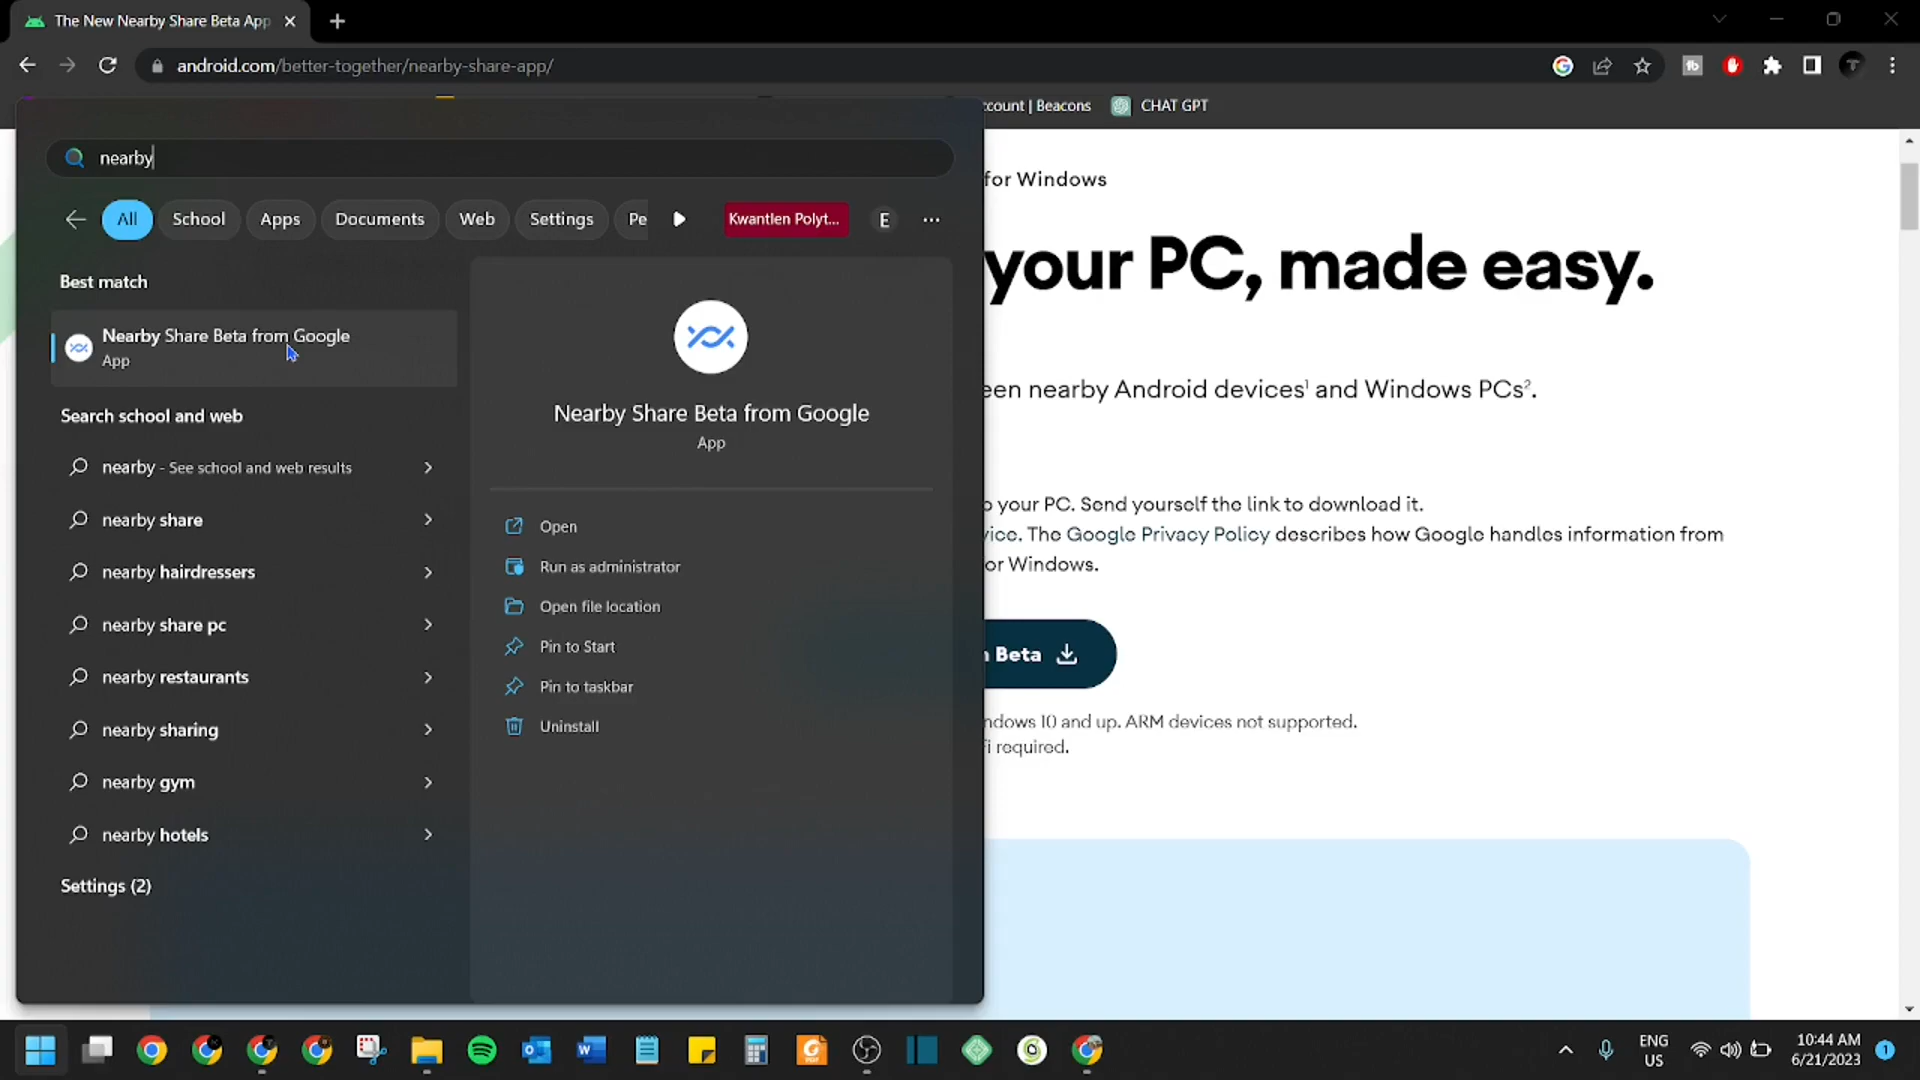 The New Nearby Share Beta App
android.com/better-together/nearby-share-app/
count | Beacons
CHAT GPT
nearby
All
School
Apps
Documents
Web
Settings
Pe
Kwantlen Polyt...
E
Best match
Nearby Share Beta from Google
App
Search school and web
nearby - See school and web results
nearby share
nearby hairdressers
nearby share pc
nearby restaurants
nearby sharing
nearby gym
nearby hotels
Settings (2)
Nearby Share Beta from Google
App
Open
Run as administrator
Open file location
Pin to Start
Pin to taskbar
Uninstall
for Windows
your PC, made easy.
een nearby Android devices¹ and Windows PCs².
your PC. Send yourself the link to download it.
vice. The Google Privacy Policy describes how Google handles information from
or Windows.
Beta
ndows 10 and up. ARM devices not supported.
required.
ENG
US
10:44 AM
6/21/2023
1